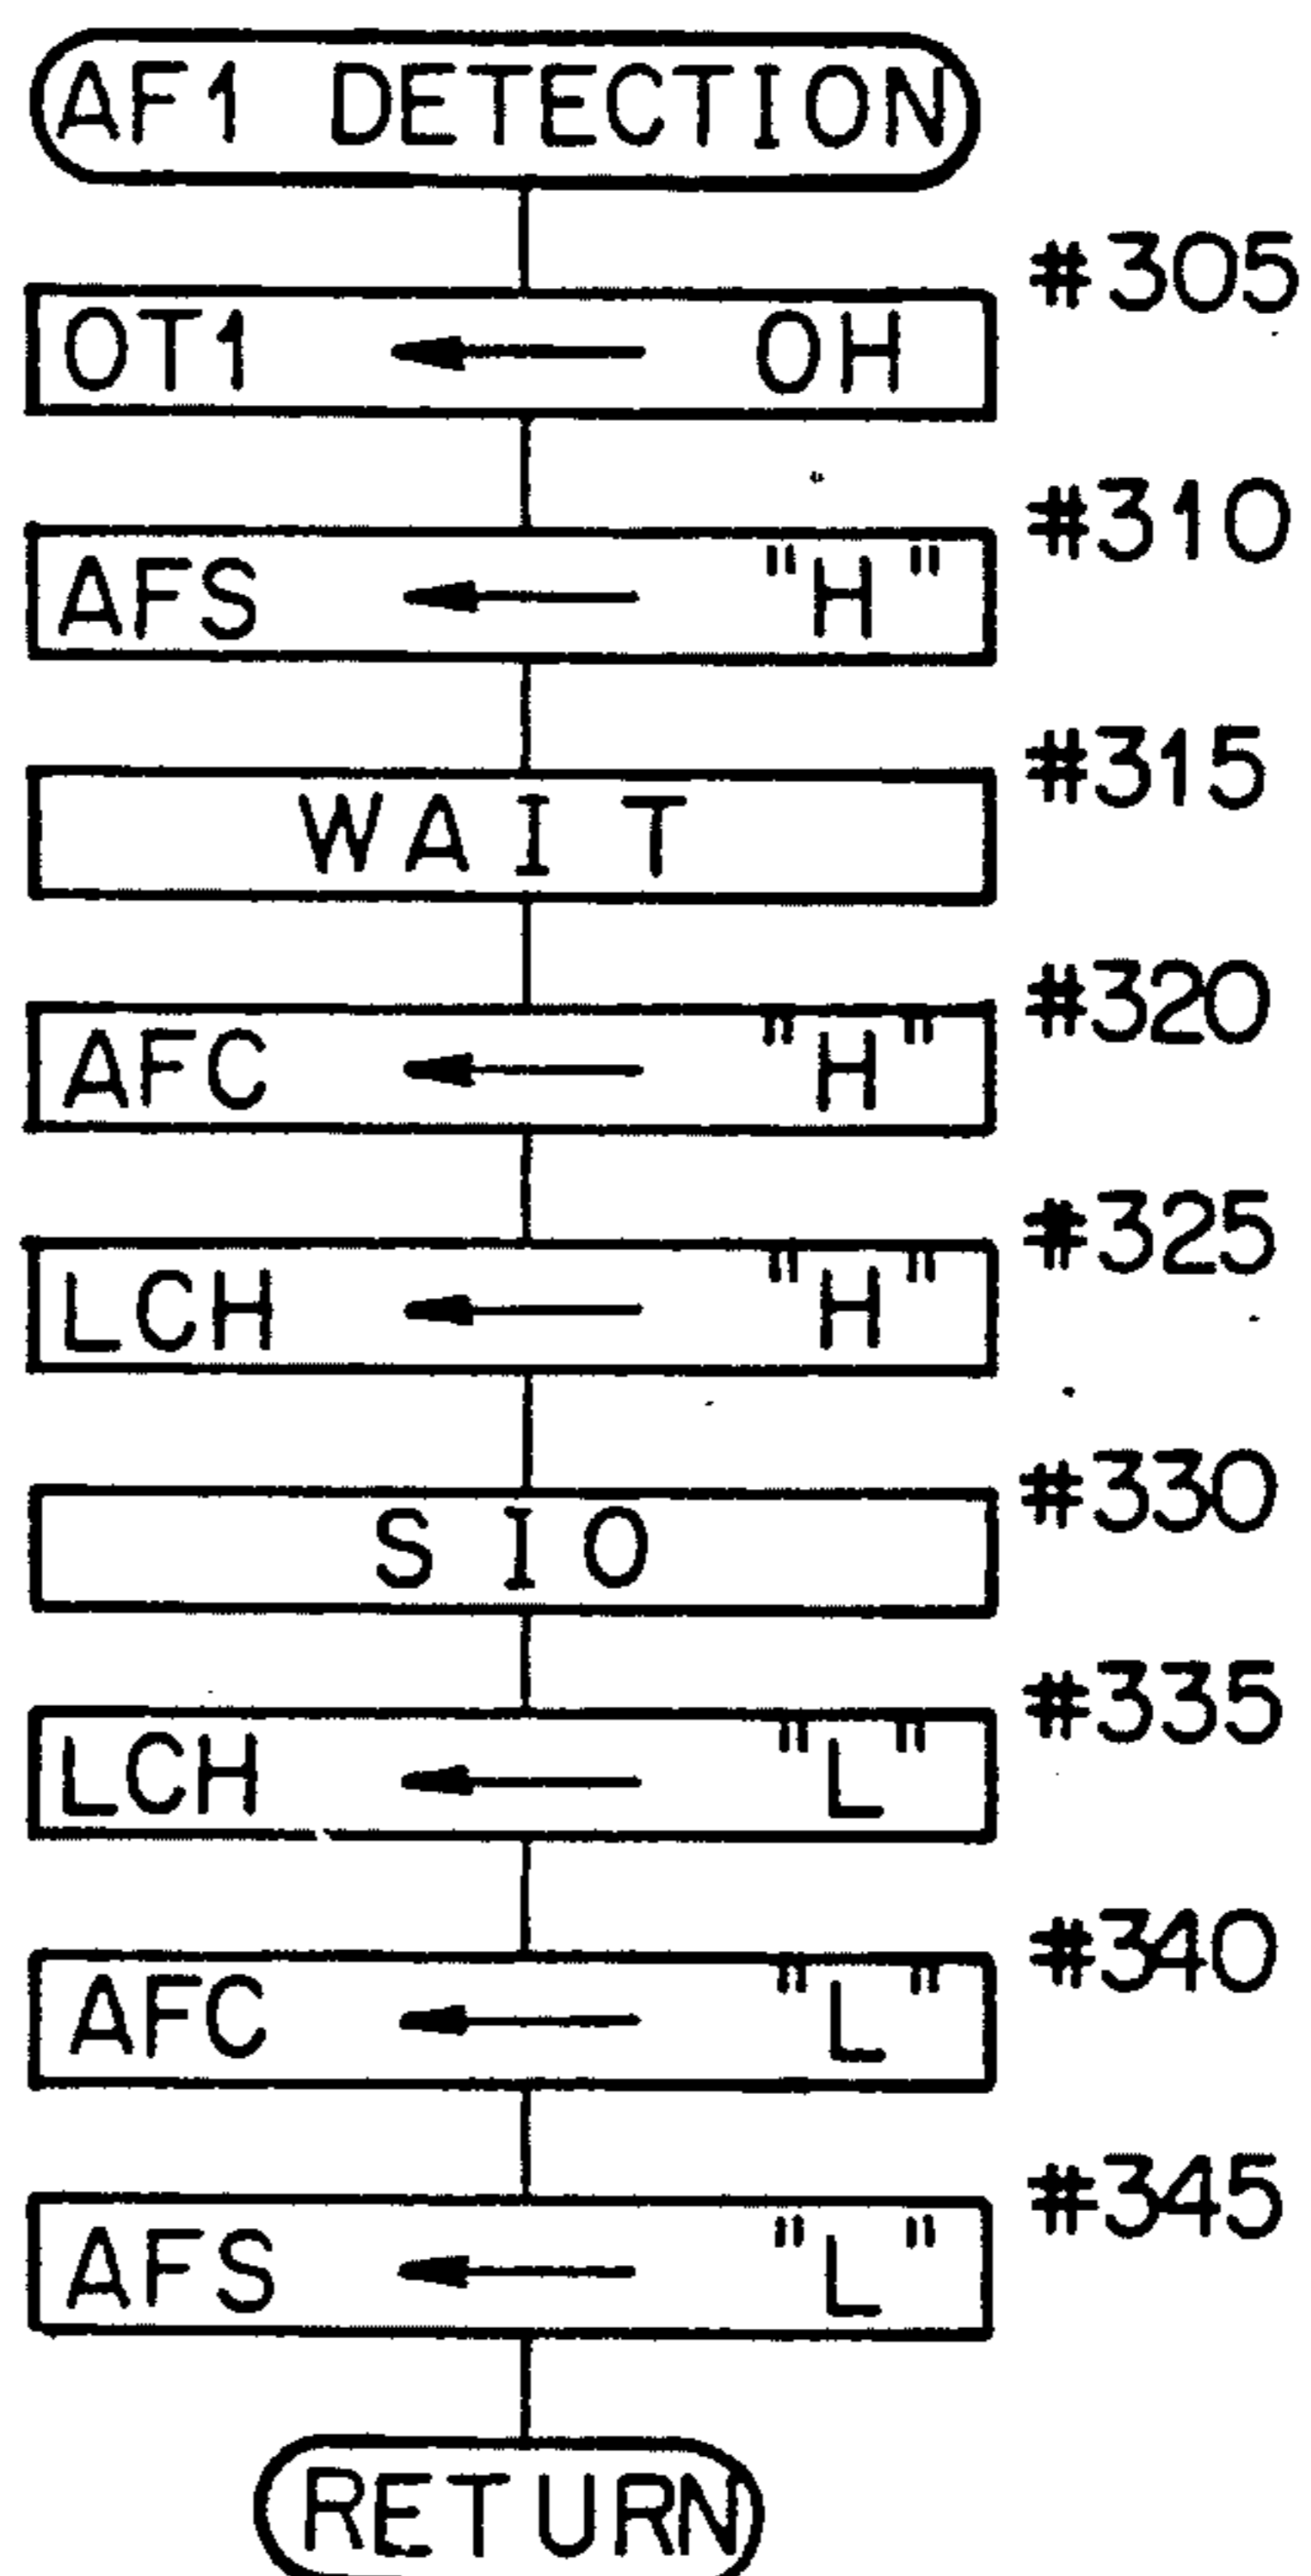 AF1 DETECTION
#305
OT1 ← OH
#310
AFS ← "H"
#315
WAIT
#320
AFC ← "H"
#325
LCH ← "H"
#330
SIO
#335
LCH ← "L"
#340
AFC ← "L"
#345
AFS ← "L"
RETURN